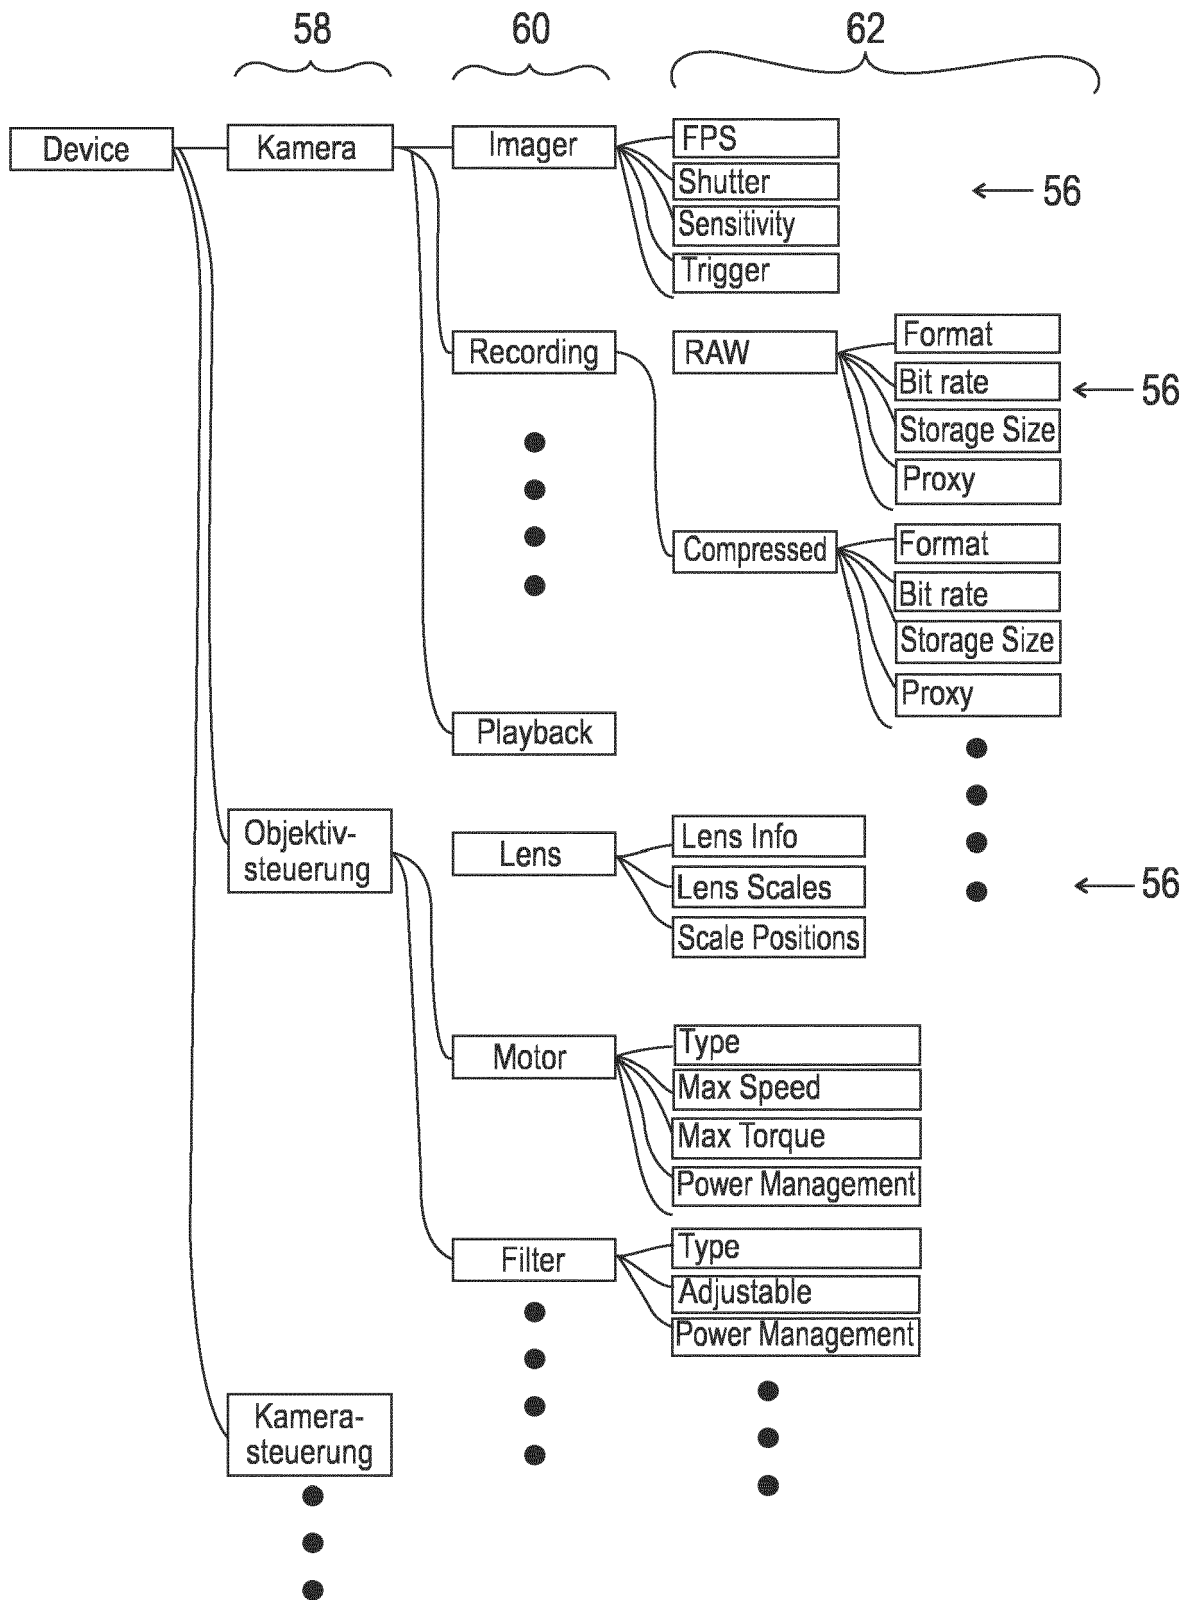 58
60
62
Device
Kamera
Imager
FPS
Shutter
Sensitivity
Trigger
56
Recording
RAW
Format
Bit rate
Storage Size
Proxy
56
Compressed
Format
Bit rate
Storage Size
Proxy
Playback
Objektiv-
steuerung
Lens
Lens Info
Lens Scales
Scale Positions
56
Motor
Type
Max Speed
Max Torque
Power Management
Filter
Type
Adjustable
Power Management
Kamera-
steuerung